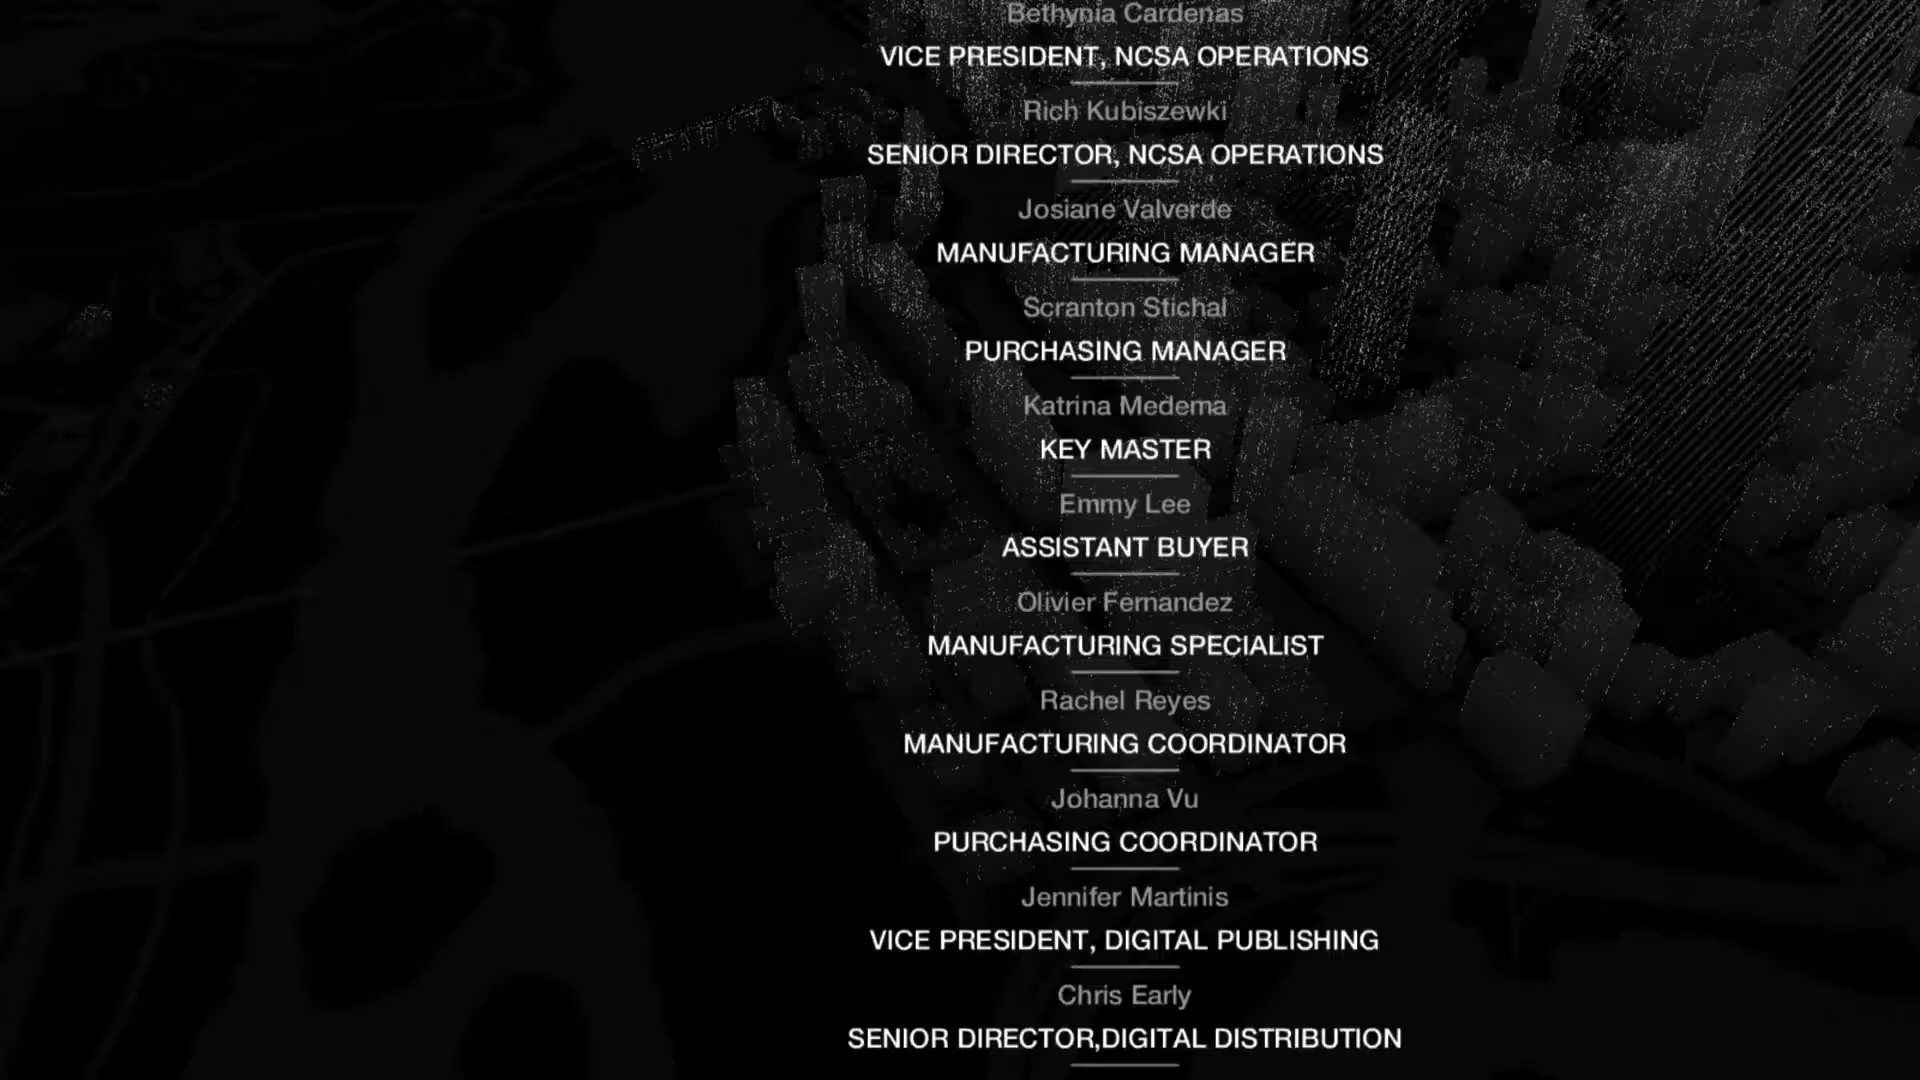 Bethynia Cardenas
VICE PRESIDENT, NCSA OPERATIONS
Rich Kubiszewki
SENIOR DIRECTOR, NCSA OPERATIONS
Josiane Valverde
MANUFACTURING MANAGER
Scranton Stichal
PURCHASING MANAGER
Katrina Medema
KEY MASTER
Emmy Lee
ASSISTANT BUYER
Olivier Fernandez
MANUFACTURING SPECIALIST
Rachel Reyes
MANUFACTURING COORDINATOR
Johanna Vu
PURCHASING COORDINATOR
Jennifer Martinis
VICE PRESIDENT, DIGITAL PUBLISHING
Chris Early
SENIOR DIRECTOR,DIGITAL DISTRIBUTION